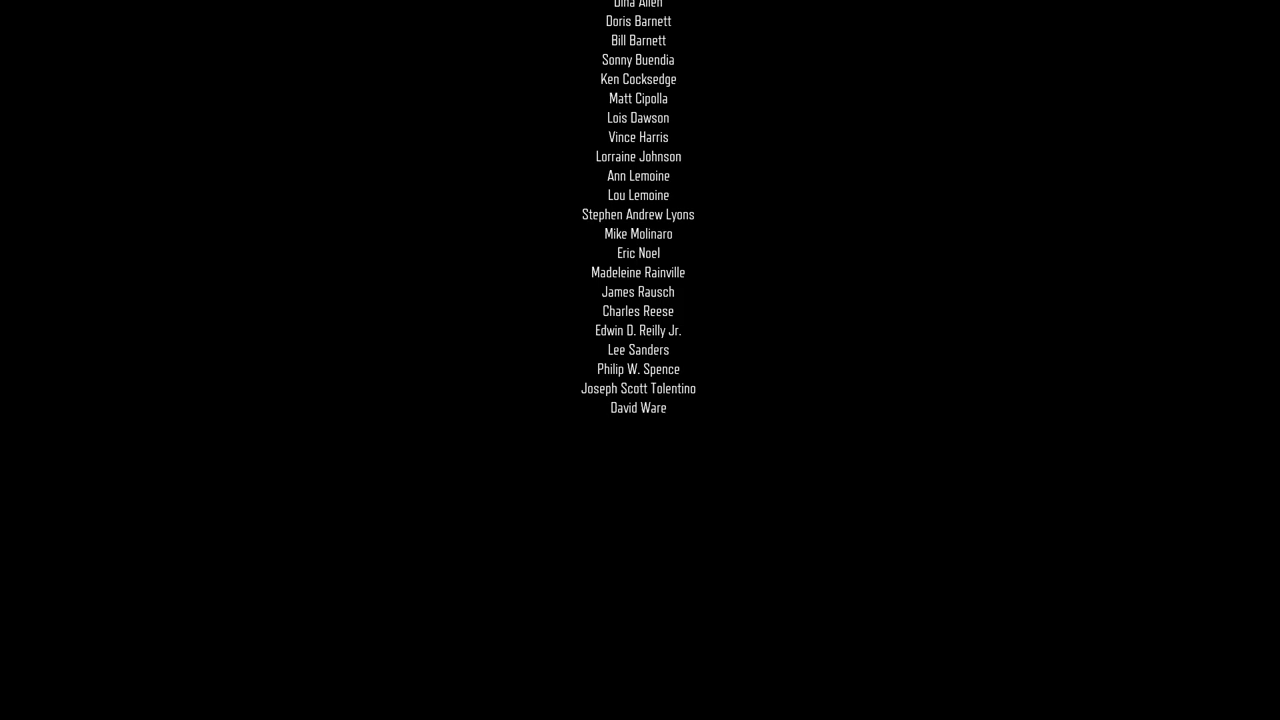 Dina Allen
Doris Barnett
Bill Barnett
Sonny Buendia
Ken Cocksedge
Matt Cipolla
Lois Dawson
Vince Harris
Lorraine Johnson
Ann Lemoine
Lou Lemoine
Stephen Andrew Lyons
Mike Molinaro
Eric Noel
Madeleine Rainville
James Rausch
Charles Reese
Edwin D. Reilly Jr.
Lee Sanders
Philip W. Spence
Joseph Scott Tolentino
David Ware